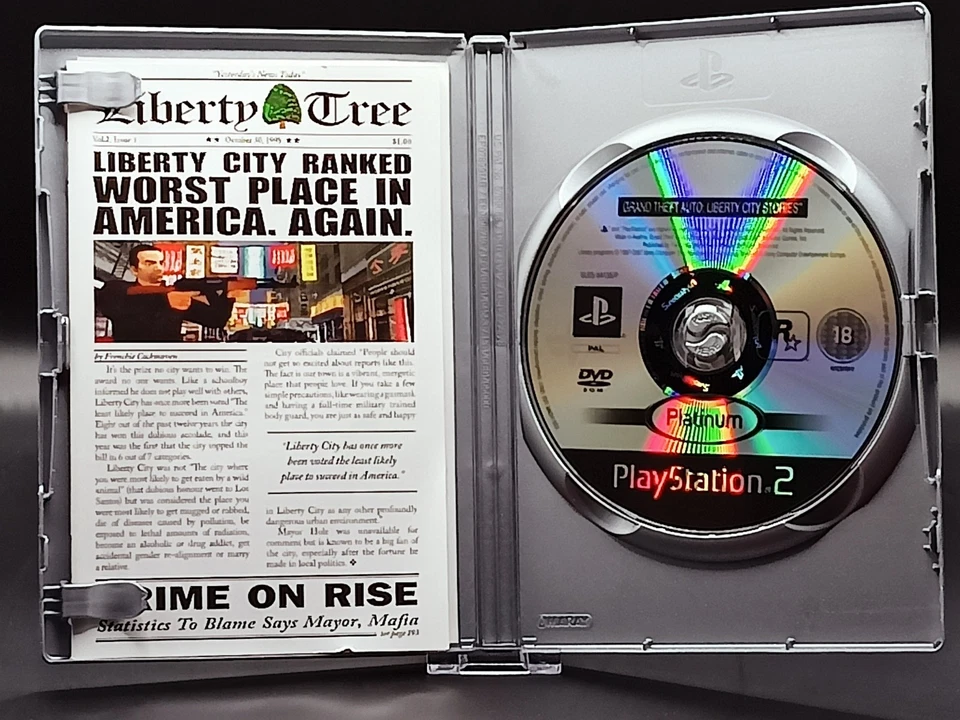 "Yesterday's News Today"
Liberty Tree
Vol.2, Issue 1 ★★ October 30, 1995 ★★ $1.00
LIBERTY CITY RANKED
WORST PLACE IN
AMERICA. AGAIN.
by
It's the prize no city wants to win. The
award no one wants. Like a schoolboy
informed he does not play well with others,
Liberty City has once more been voted "The
least likely place to succeed in America."
Eight out of the past twelve years the city
has won this dubious accolade, and this
year was the first that the city topped the
bill in 6 out of 7 categories.
Liberty City was not "The city where
you were most likely to get eaten by a wild
animal" (that dubious honour went to Los
Santos) but was considered the place you
were most likely to get mugged or robbed,
die of diseases caused by pollution, be
exposed to lethal amounts of radiation,
become an alcoholic or drug addict, get
accidental gender re-alignment or marry
a relative.
City officials claimed "People should
not get to excited about reports like this.
The fact is our town is a vibrant, energetic
place that people love. If you take a few
simple precautions, like wearing a gasmask
and having a full-time military trained
body guard, you are just as safe and happy
"Liberty City has once more
been voted the least likely
place to succeed in America."
in Liberty City as any other profoundly
dangerous urban environment."
Mayor Hole was unavailable for
comment but is known to be a big fan of
the city, especially after the fortune he
made in local politics. ❖
RIME ON RISE
Statistics To Blame Says Mayor, Mafia
see page 193
GRAND THEFT AUTO: LIBERTY CITY STORIES
PAL
DVD
R
18
Platinum
PlayStation 2